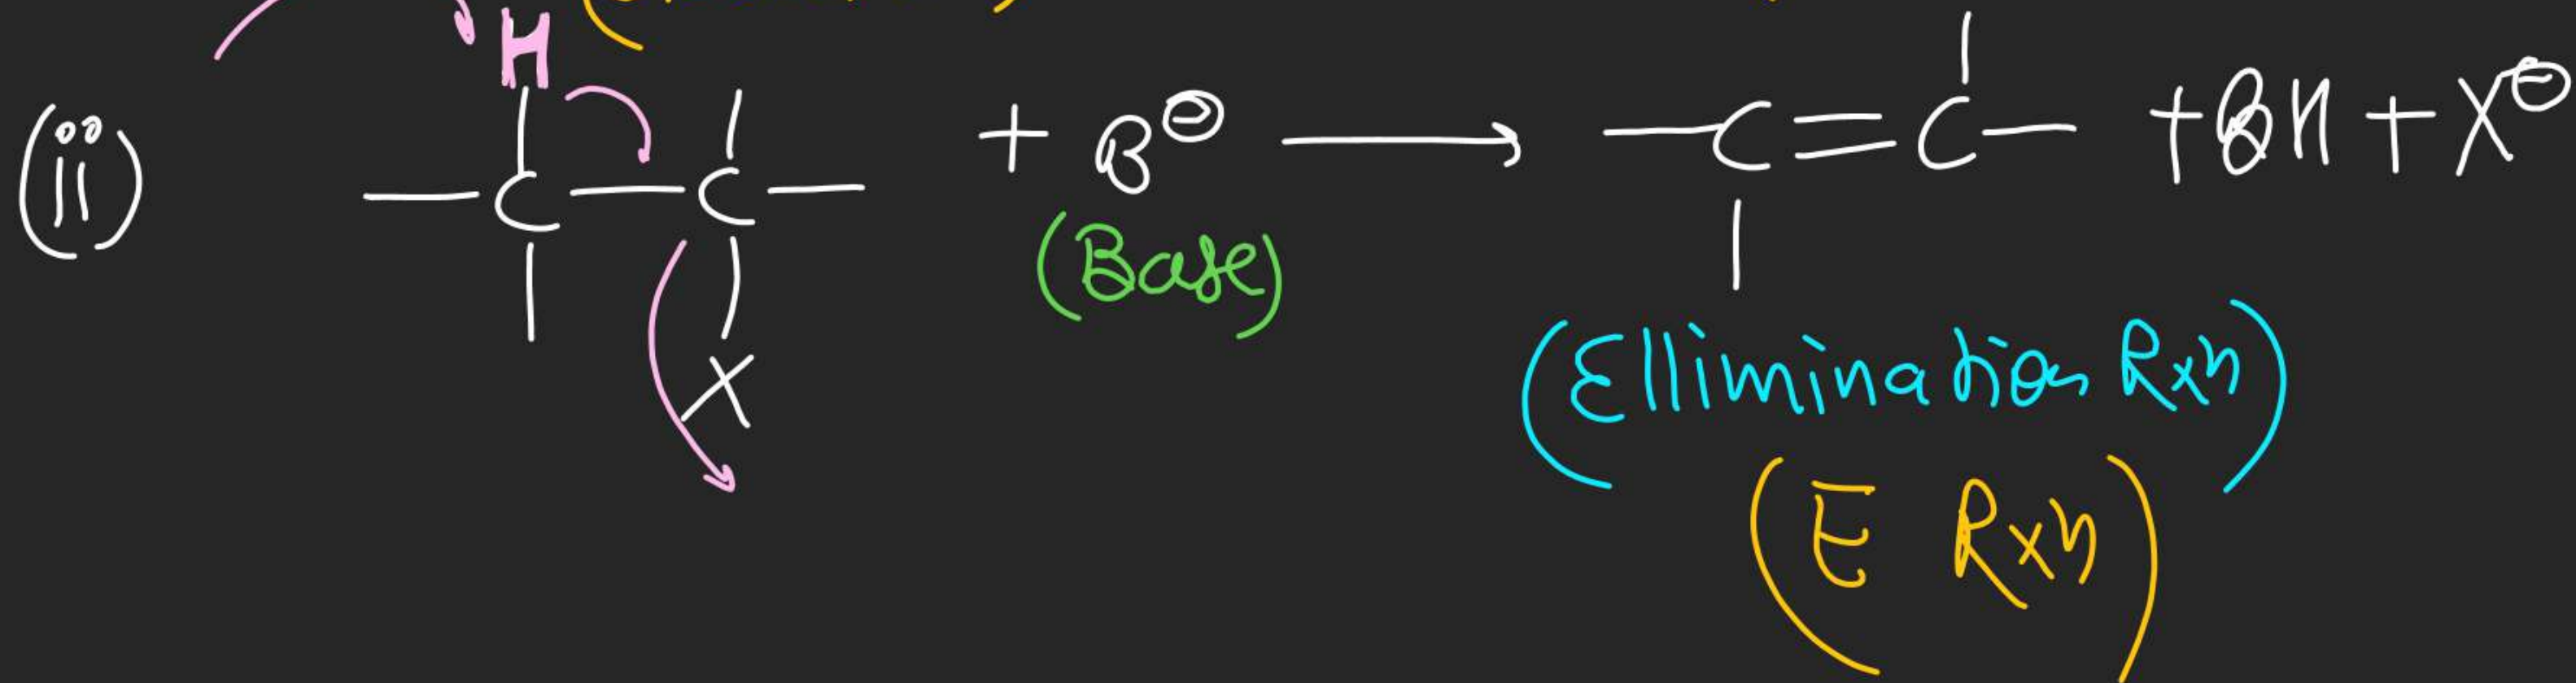 (ii) H
—C—C— + B⊖ ⟶ —C=C— + BH + X⊖
(Base)
X
(Ellimination Rxn)
(E Rxn)